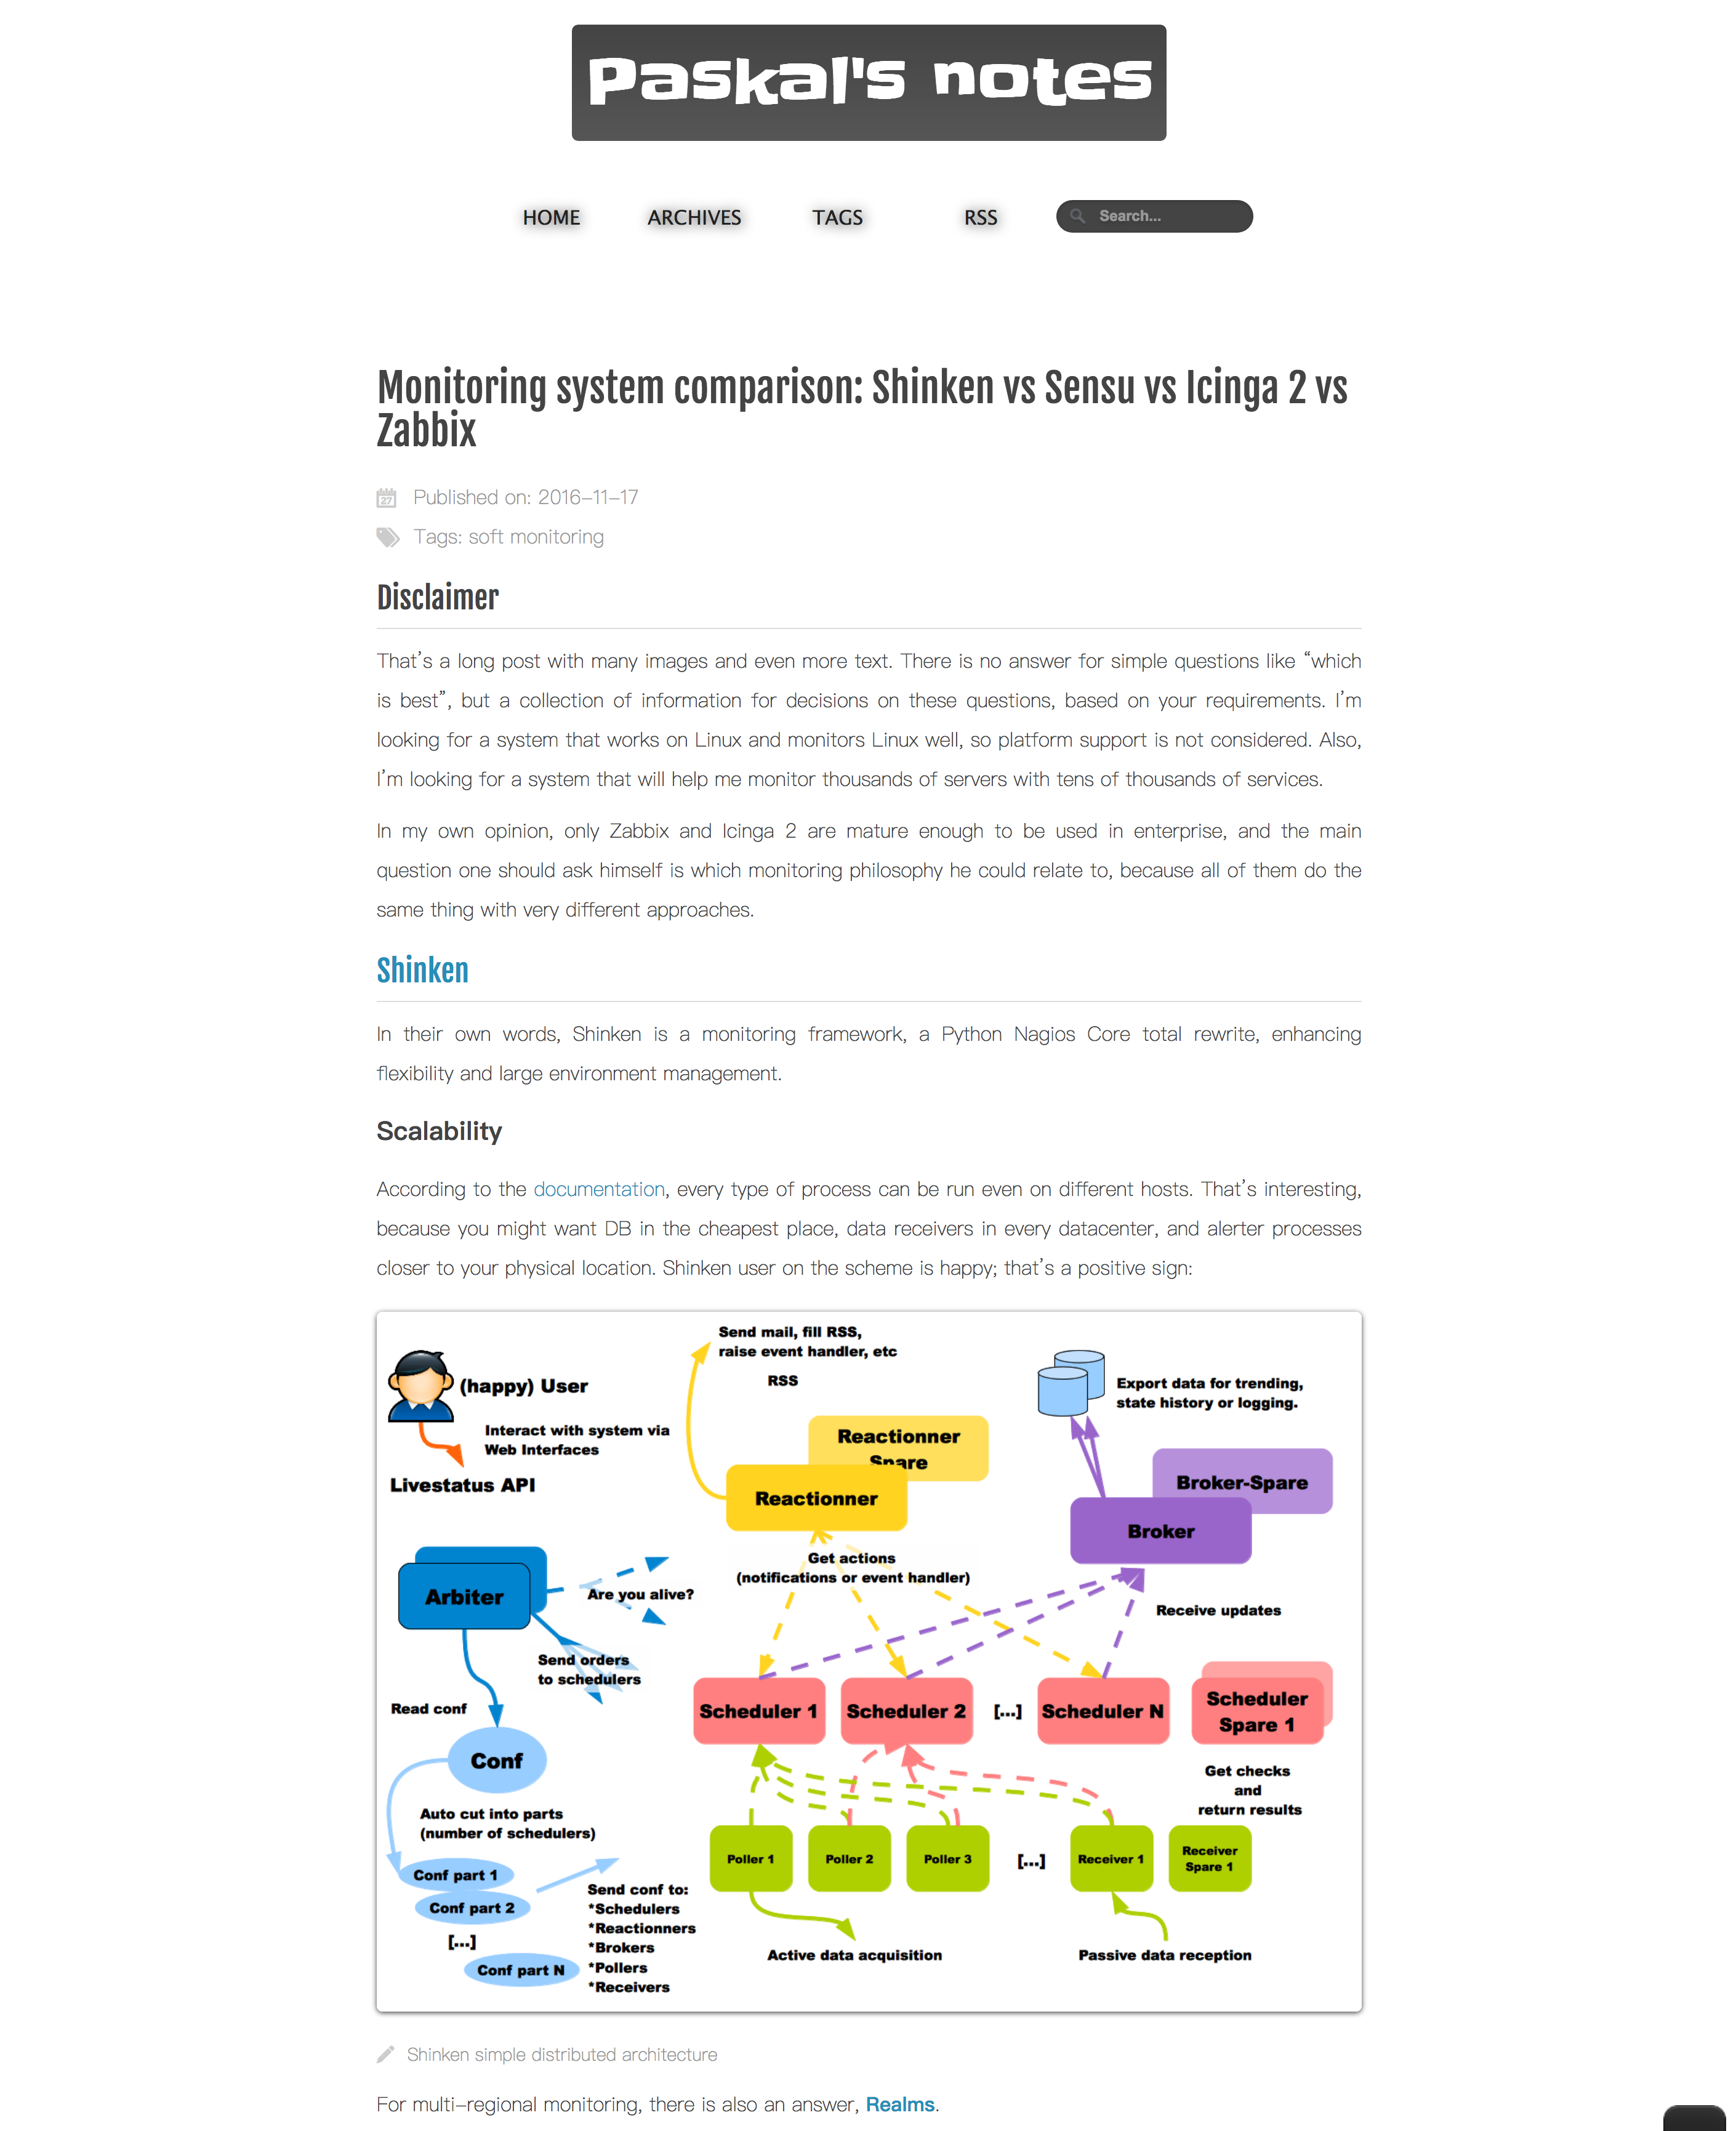 Paskal's notes
HOME ARCHIVES TAGS RSS Search...
Monitoring system comparison: Shinken vs Sensu vs Icinga 2 vs
Zabbix
27 Published on: 2016-11-17
Tags: soft monitoring
Disclaimer
That's a long post with many images and even more text. There is no answer for simple questions like “which
is best”, but a collection of information for decisions on these questions, based on your requirements. I'm
looking for a system that works on Linux and monitors Linux well, so platform support is not considered. Also,
I'm looking for a system that will help me monitor thousands of servers with tens of thousands of services.
In my own opinion, only Zabbix and Icinga 2 are mature enough to be used in enterprise, and the main
question one should ask himself is which monitoring philosophy he could relate to, because all of them do the
same thing with very different approaches.
Shinken
In their own words, Shinken is a monitoring framework, a Python Nagios Core total rewrite, enhancing
flexibility and large environment management.
Scalability
According to the documentation, every type of process can be run even on different hosts. That's interesting,
because you might want DB in the cheapest place, data receivers in every datacenter, and alerter processes
closer to your physical location. Shinken user on the scheme is happy; that's a positive sign:
Send mail, fill RSS,
raise event handler, etc
RSS
(happy) User
Interact with system via
Web Interfaces
Livestatus API
Export data for trending,
state history or logging.
Reactionner
Spare
Reactionner
Broker-Spare
Broker
Get actions
(notifications or event handler)
Arbiter
Are you alive?
Receive updates
Send orders
to schedulers
Read conf
Scheduler 1
Scheduler 2
[...]
Scheduler N
Scheduler
Spare 1
Conf
Get checks
and
return results
Auto cut into parts
(number of schedulers)
Poller 1
Poller 2
Poller 3
[...]
Receiver 1
Receiver
Spare 1
Conf part 1
Conf part 2
[...]
Conf part N
Send conf to:
*Schedulers
*Reactionners
*Brokers
*Pollers
*Receivers
Active data acquisition
Passive data reception
Shinken simple distributed architecture
For multi-regional monitoring, there is also an answer, Realms.